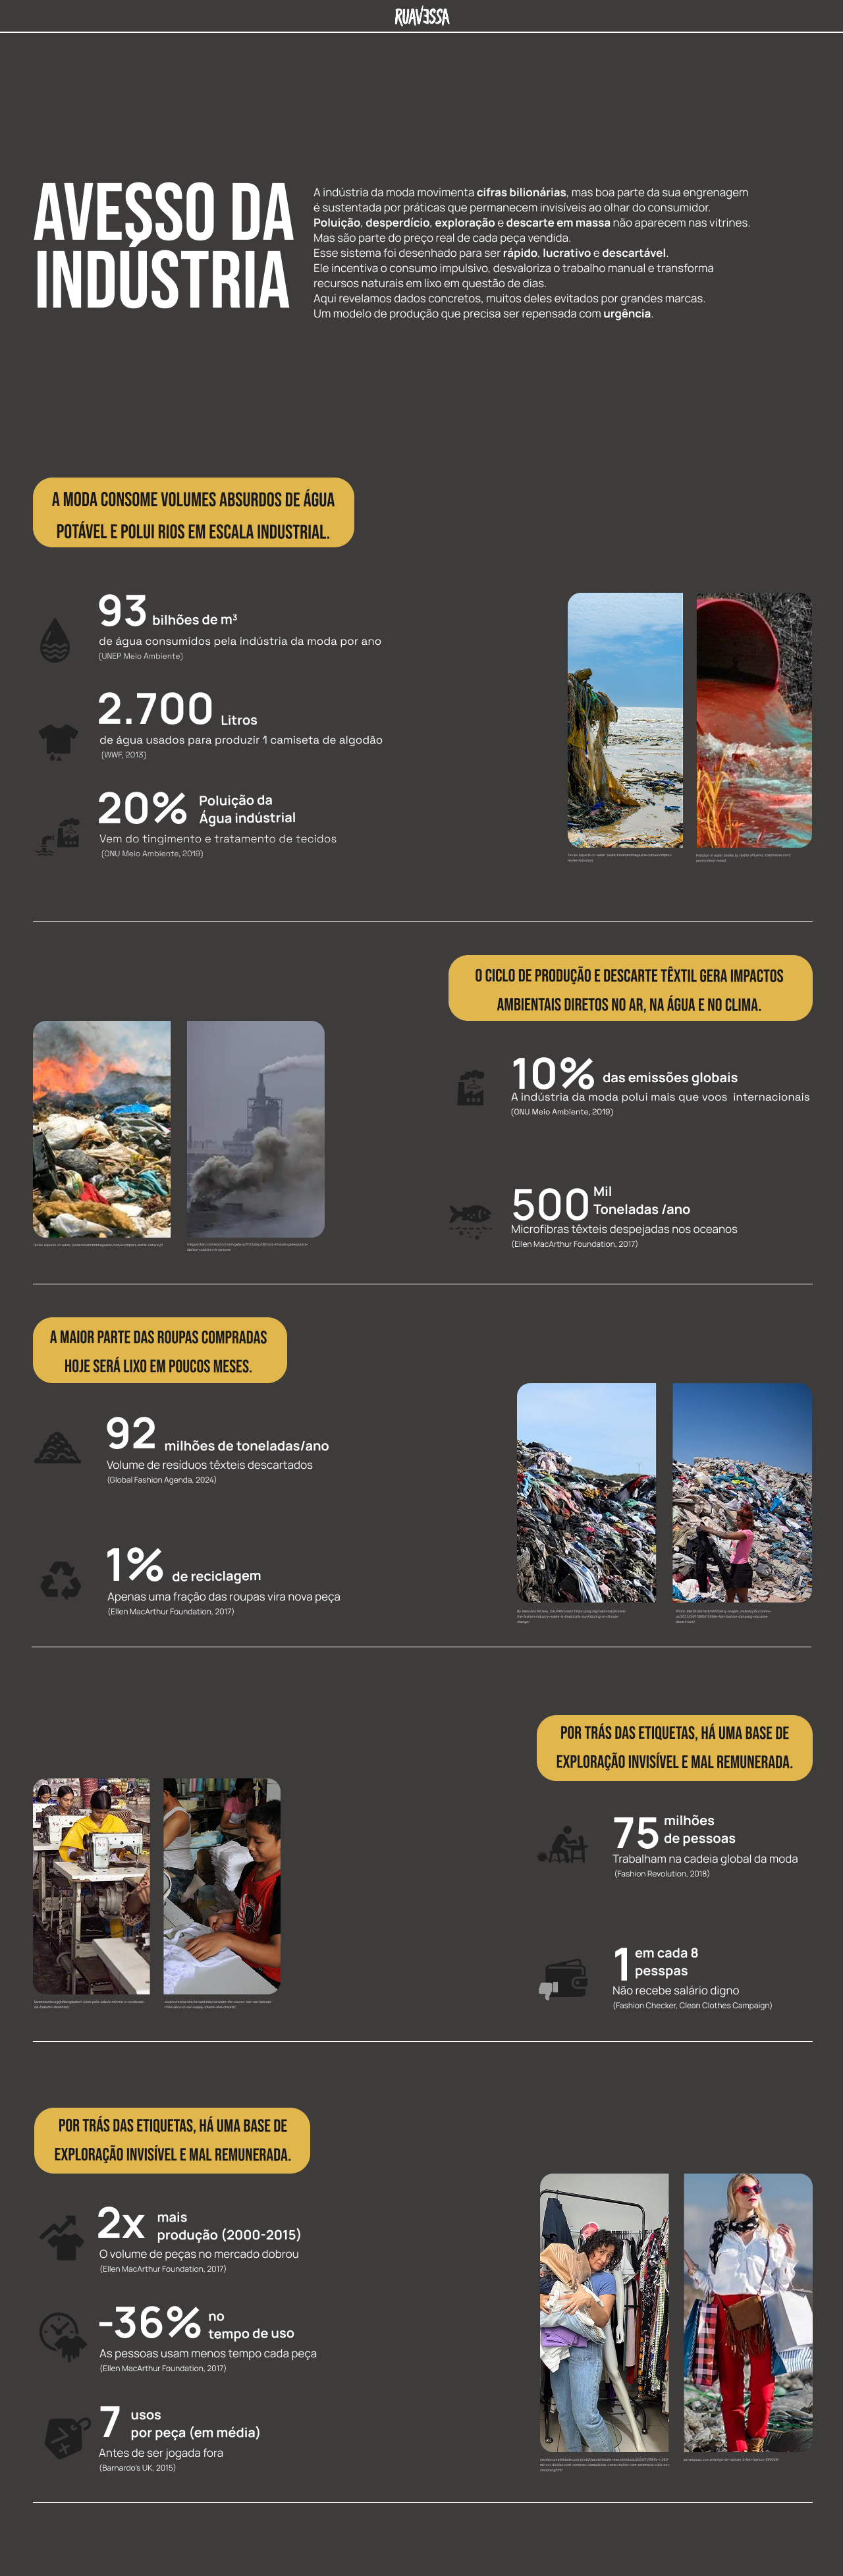 RUAVESSA
AVESSO DA
INDÚSTRIA
A indústria da moda movimenta cifras bilionárias, mas boa parte da sua engrenagem
é sustentada por práticas que permanecem invisíveis ao olhar do consumidor.
Poluição, desperdício, exploração e descarte em massa não aparecem nas vitrines.
Mas são parte do preço real de cada peça vendida.
Esse sistema foi desenhado para ser rápido, lucrativo e descartável.
Ele incentiva o consumo impulsivo, desvaloriza o trabalho manual e transforma
recursos naturais em lixo em questão de dias.
Aqui revelamos dados concretos, muitos deles evitados por grandes marcas.
Um modelo de produção que precisa ser repensada com urgência.
A MODA CONSOME VOLUMES ABSURDOS DE ÁGUA
POTÁVEL E POLUI RIOS EM ESCALA INDUSTRIAL.
93 bilhões de m³
de água consumidos pela indústria da moda por ano
(UNEP Meio Ambiente)
2.700 Litros
de água usados para produzir 1 camiseta de algodão
(WWF, 2013)
20% Poluição da
Água indústrial
Vem do tingimento e tratamento de tecidos
(ONU Meio Ambiente, 2019)
O CICLO DE PRODUÇÃO E DESCARTE TÊXTIL GERA IMPACTOS
AMBIENTAIS DIRETOS NO AR, NA ÁGUA E NO CLIMA.
10% das emissões globais
A indústria da moda polui mais que voos internacionais
(ONU Meio Ambiente, 2019)
500 Mil
Toneladas /ano
Microfibras têxteis despejadas nos oceanos
(Ellen MacArthur Foundation, 2017)
A MAIOR PARTE DAS ROUPAS COMPRADAS
HOJE SERÁ LIXO EM POUCOS MESES.
92 milhões de toneladas/ano
Volume de resíduos têxteis descartados
(Global Fashion Agenda, 2024)
1% de reciclagem
Apenas uma fração das roupas vira nova peça
(Ellen MacArthur Foundation, 2017)
POR TRÁS DAS ETIQUETAS, HÁ UMA BASE DE
EXPLORAÇÃO INVISÍVEL E MAL REMUNERADA.
75 milhões
de pessoas
Trabalham na cadeia global da moda
(Fashion Revolution, 2018)
1 em cada 8
pesspas
Não recebe salário digno
(Fashion Checker, Clean Clothes Campaign)
POR TRÁS DAS ETIQUETAS, HÁ UMA BASE DE
EXPLORAÇÃO INVISÍVEL E MAL REMUNERADA.
2x mais
produção (2000-2015)
O volume de peças no mercado dobrou
(Ellen MacArthur Foundation, 2017)
-36% no
tempo de uso
As pessoas usam menos tempo cada peça
(Ellen MacArthur Foundation, 2017)
7 usos
por peça (em média)
Antes de ser jogada fora
(Barnardo's UK, 2015)